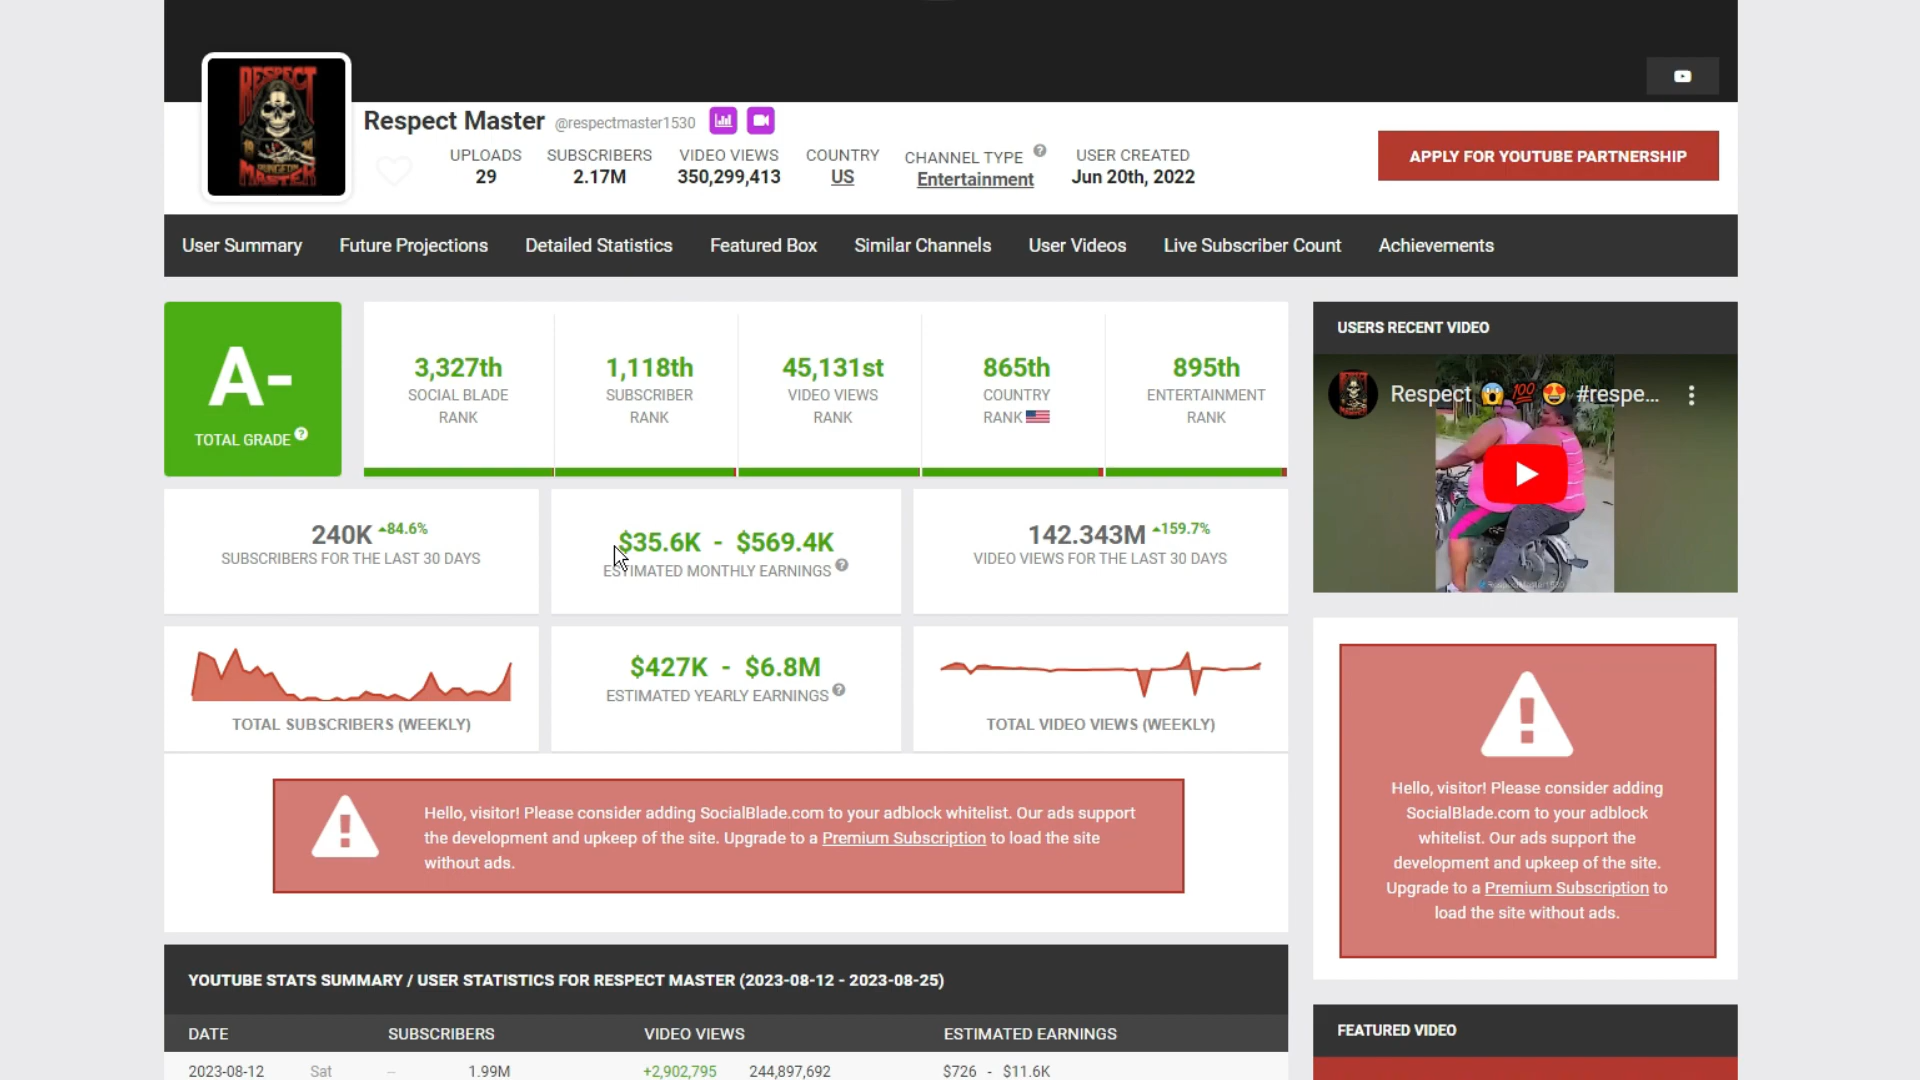 RESPECT
MASTER
Respect Master @respectmaster1530
UPLOADS
29
SUBSCRIBERS
2.17M
VIDEO VIEWS
350,299,413
COUNTRY
US
CHANNEL TYPE ?
Entertainment
USER CREATED
Jun 20th, 2022
APPLY FOR YOUTUBE PARTNERSHIP
User Summary Future Projections Detailed Statistics Featured Box Similar Channels User Videos Live Subscriber Count Achievements
A-
TOTAL GRADE ?
3,327th
SOCIAL BLADE
RANK
1,118th
SUBSCRIBER
RANK
45,131st
VIDEO VIEWS
RANK
865th
COUNTRY
RANK
895th
ENTERTAINMENT
RANK
240K 84.6%
SUBSCRIBERS FOR THE LAST 30 DAYS
$35.6K - $569.4K
ESTIMATED MONTHLY EARNINGS ?
142.343M 159.7%
VIDEO VIEWS FOR THE LAST 30 DAYS
TOTAL SUBSCRIBERS (WEEKLY)
$427K - $6.8M
ESTIMATED YEARLY EARNINGS ?
TOTAL VIDEO VIEWS (WEEKLY)
Hello, visitor! Please consider adding SocialBlade.com to your adblock whitelist. Our ads support
the development and upkeep of the site. Upgrade to a Premium Subscription to load the site
without ads.
YOUTUBE STATS SUMMARY / USER STATISTICS FOR RESPECT MASTER (2023-08-12 - 2023-08-25)
DATE SUBSCRIBERS VIDEO VIEWS ESTIMATED EARNINGS
2023-08-12 Sat -- 1.99M +2,902,795 244,897,692 $726 - $11.6K
USERS RECENT VIDEO
Respect 😱💯😍 #respe...
Hello, visitor! Please consider adding
SocialBlade.com to your adblock
whitelist. Our ads support the
development and upkeep of the site.
Upgrade to a Premium Subscription to
load the site without ads.
FEATURED VIDEO